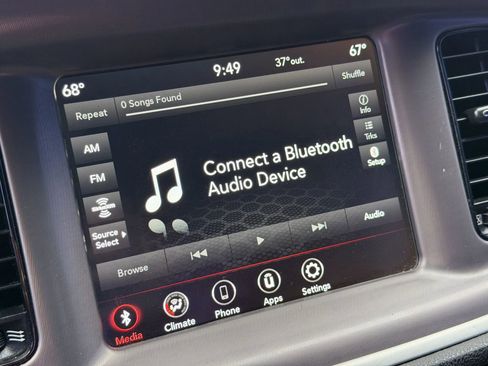 68°
9:49
37°out.
67°
Repeat
0 Songs Found
Shuffle
AM
FM
SiriusXM
Source
Select
Connect a Bluetooth
Audio Device
Info
Trks
Setup
Browse
Audio
Media
Climate
Phone
Apps
Settings